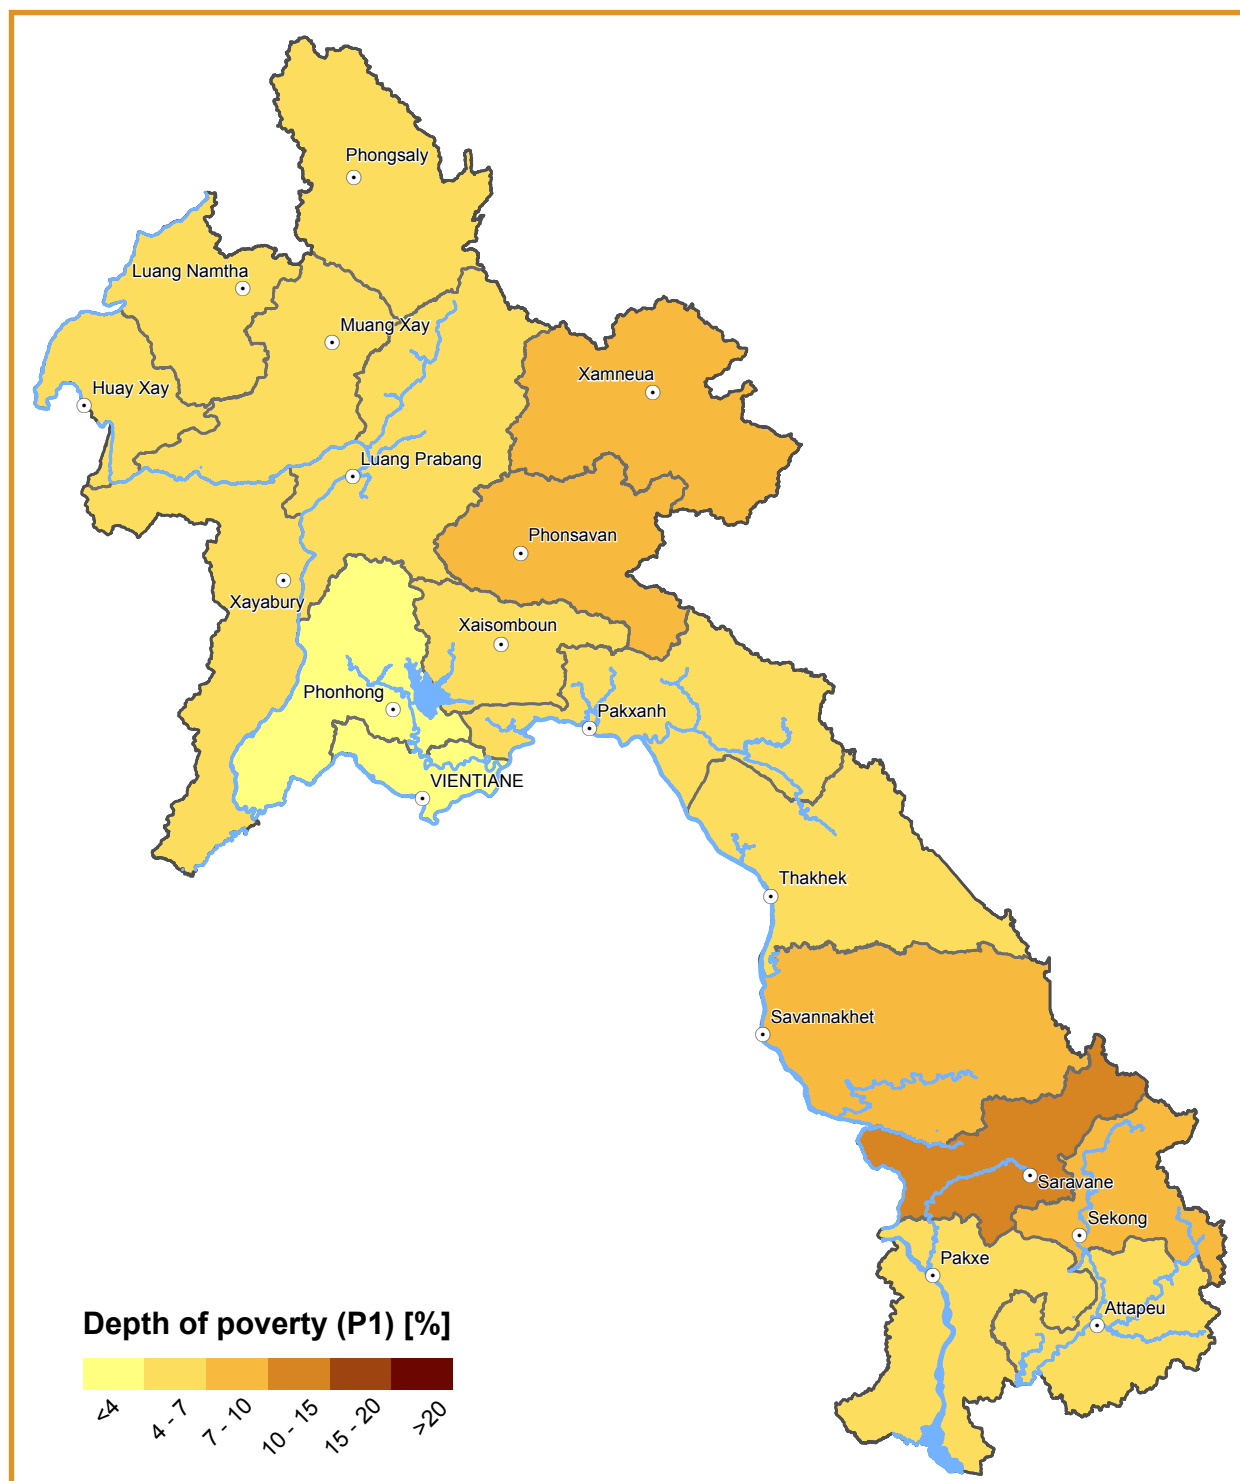 Phongsaly
Luang Namtha
Muang Xay
Xamneua
Huay Xay
Luang Prabang
Phonsavan
Xayabury
Xaisomboun
Phonhong
Pakxanh
VIENTIANE
Thakhek
Savannakhet
Saravane
Sekong
Pakxe
Attapeu
Depth of poverty (P1) [%]
<4
4 - 7
7 - 10
10 - 15
15 - 20
>20